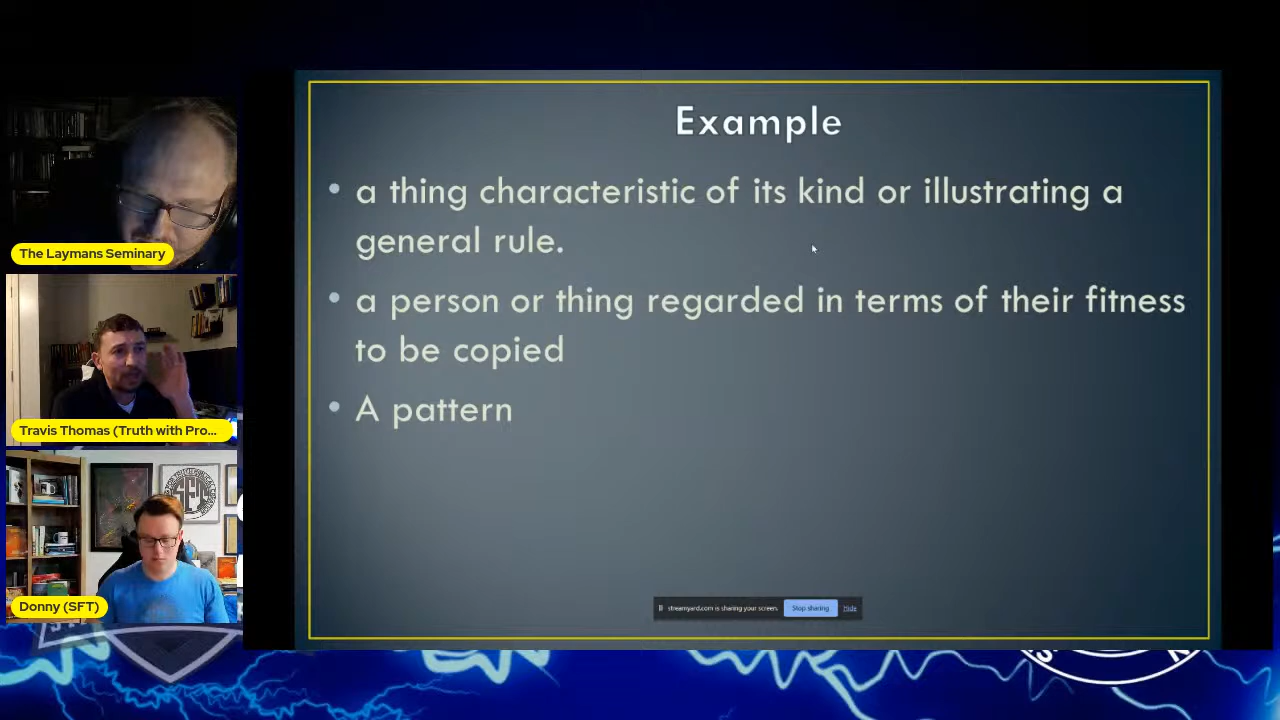 Example
• a thing characteristic of its kind or illustrating a
general rule.
• a person or thing regarded in terms of their fitness
to be copied
• A pattern
The Laymans Seminary
Travis Thomas (Truth with Pro...
Donny (SFT)
streamyard.com is sharing your screen.
Stop sharing
Hide
SFT